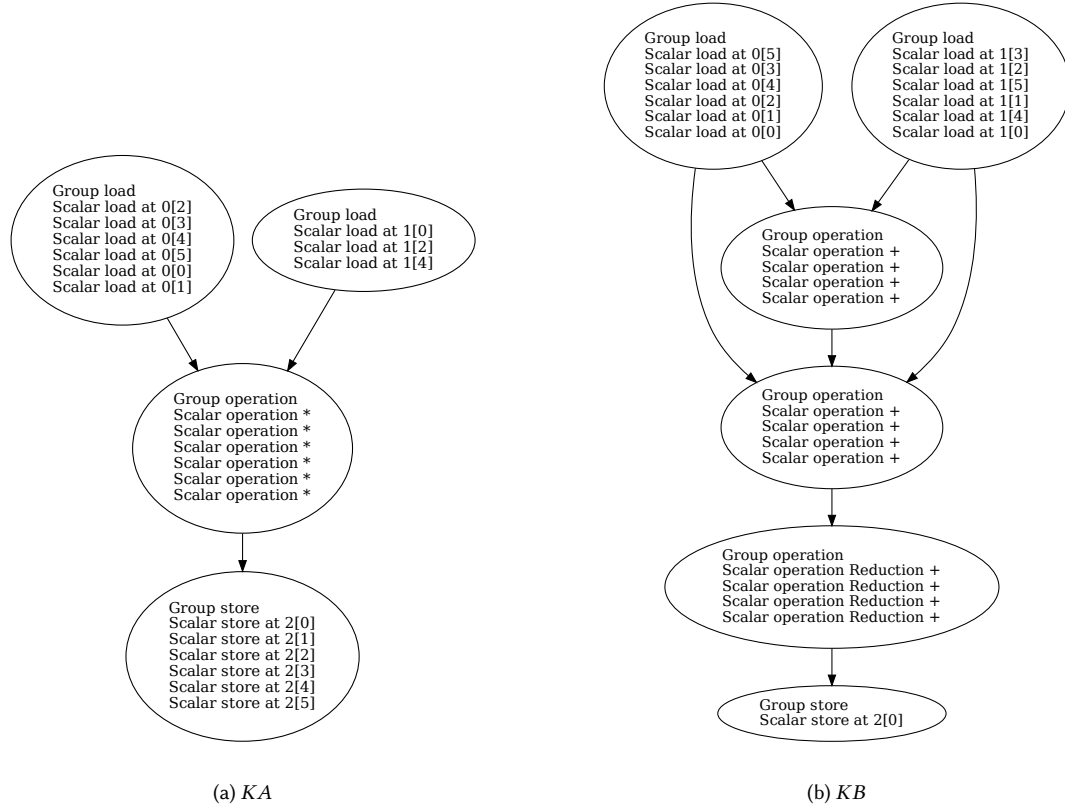 Group load
Scalar load at 0[2]
Scalar load at 0[3]
Scalar load at 0[4]
Scalar load at 0[5]
Scalar load at 0[0]
Scalar load at 0[1]
Group load
Scalar load at 1[0]
Scalar load at 1[2]
Scalar load at 1[4]
Group operation
Scalar operation *
Scalar operation *
Scalar operation *
Scalar operation *
Scalar operation *
Scalar operation *
Group store
Scalar store at 2[0]
Scalar store at 2[1]
Scalar store at 2[2]
Scalar store at 2[3]
Scalar store at 2[4]
Scalar store at 2[5]
(a) KA
Group load
Scalar load at 0[5]
Scalar load at 0[3]
Scalar load at 0[4]
Scalar load at 0[2]
Scalar load at 0[1]
Scalar load at 0[0]
Group load
Scalar load at 1[3]
Scalar load at 1[2]
Scalar load at 1[5]
Scalar load at 1[1]
Scalar load at 1[4]
Scalar load at 1[0]
Group operation
Scalar operation +
Scalar operation +
Scalar operation +
Scalar operation +
Group operation
Scalar operation +
Scalar operation +
Scalar operation +
Scalar operation +
Group operation
Scalar operation Reduction +
Scalar operation Reduction +
Scalar operation Reduction +
Scalar operation Reduction +
Group store
Scalar store at 2[0]
(b) KB